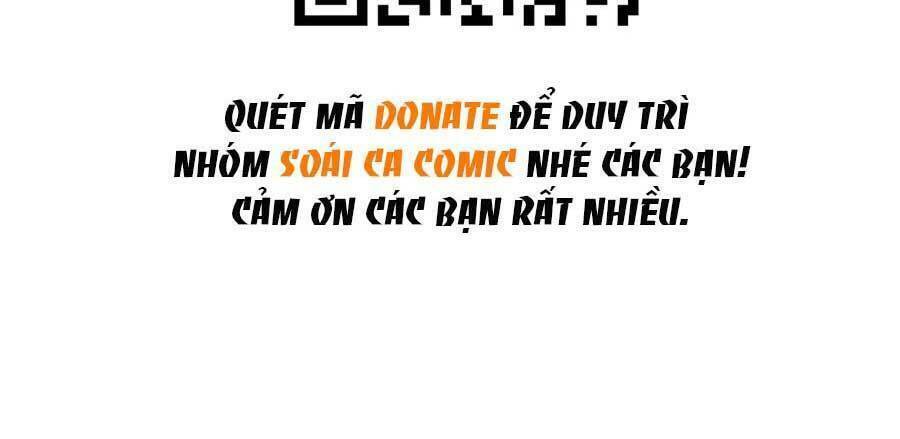 QUÉT MÃ DONATE ĐỂ DUY TRÌ
NHÓM SOÁI CA COMIC NHÉ CÁC BẠN!
CẢM ƠN CÁC BẠN RẤT NHIỀU.